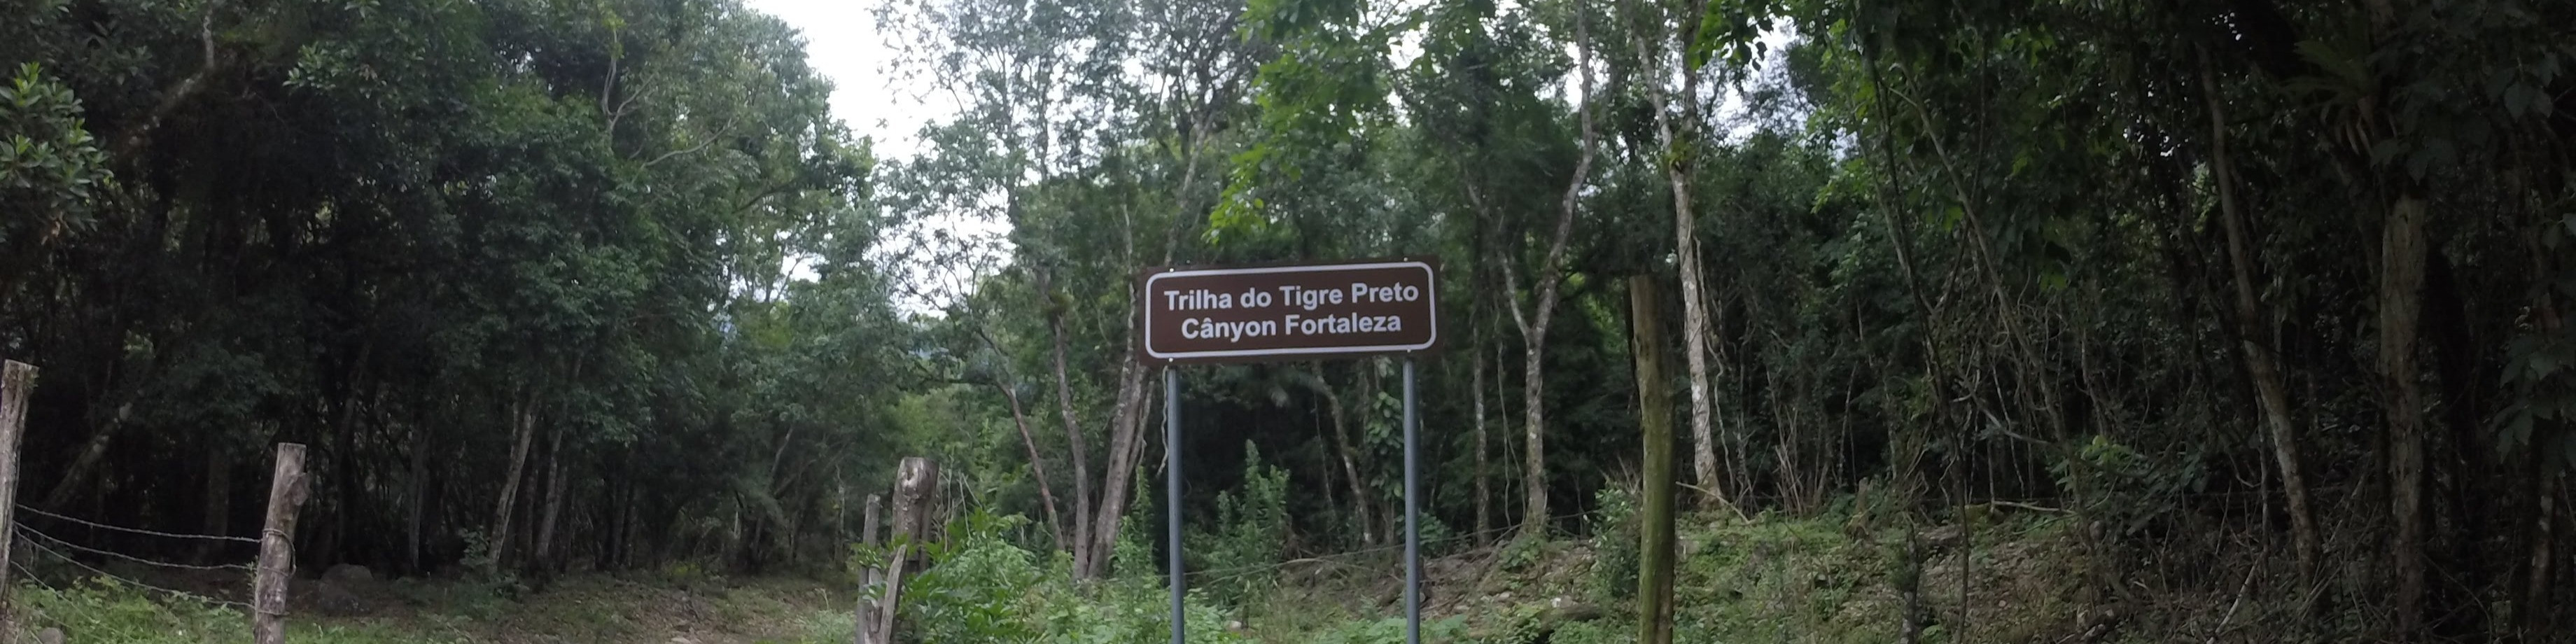 Trilha do Tigre Preto
Cânyon Fortaleza